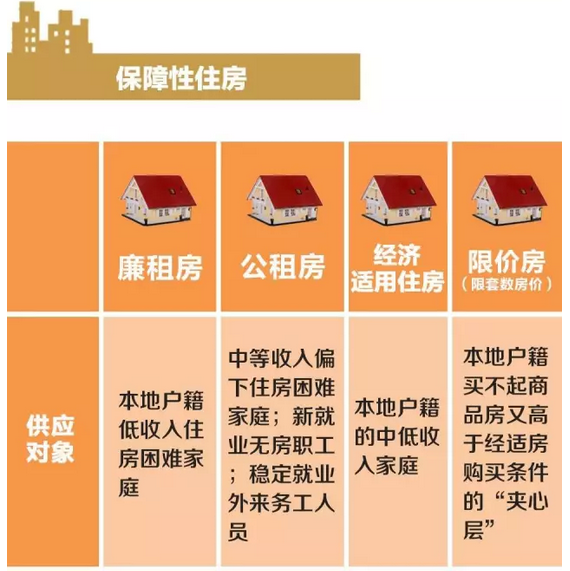 保障性住房
廉租房
公租房
经济
适用住房
限价房
（限套数房价）
供应
对象
本地户籍
低收入住
房困难家
庭
中等收入偏
下住房困难
家庭；新就
业无房职工
；稳定就业
外来务工人
员
本地户籍
的中低收
入家庭
本地户籍
买不起商
品房又高
于经适房
购买条件
的“夹心
层”